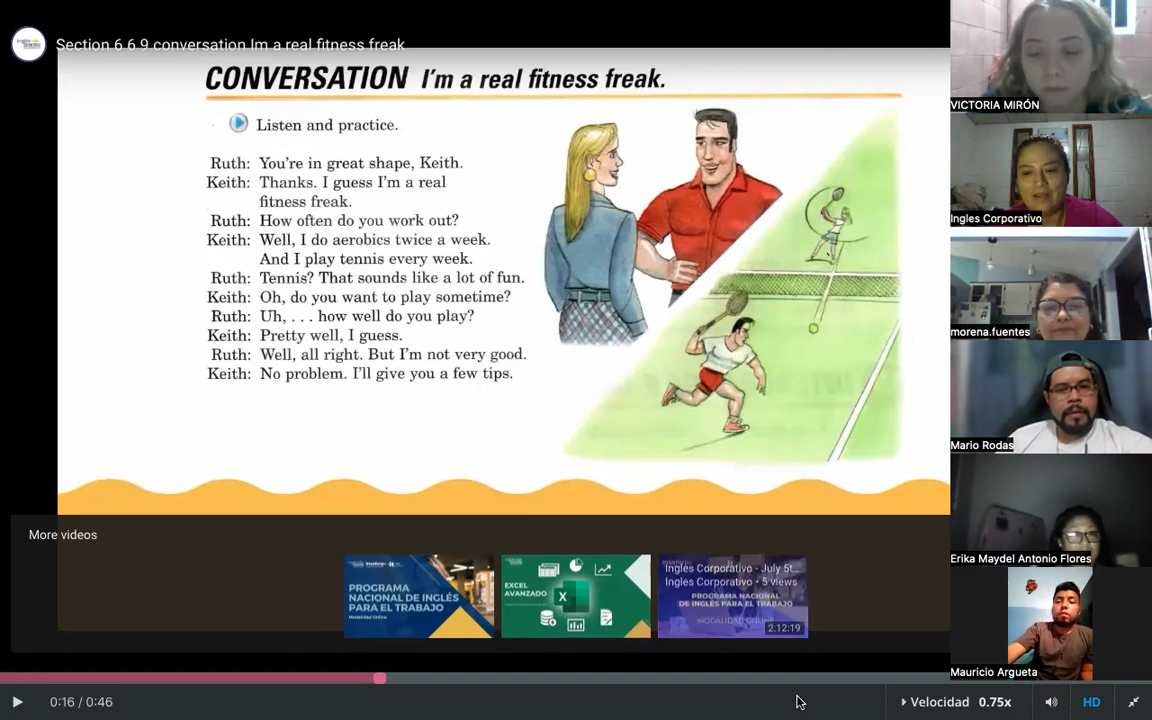 Section 6 6 9 conversation Im a real fitness freak
CONVERSATION I'm a real fitness freak.
Listen and practice.
Ruth: You're in great shape, Keith.
Keith: Thanks. I guess I'm a real
fitness freak.
Ruth: How often do you work out?
Keith: Well, I do aerobics twice a week.
And I play tennis every week.
Ruth: Tennis? That sounds like a lot of fun.
Keith: Oh, do you want to play sometime?
Ruth: Uh, . . . how well do you play?
Keith: Pretty well, I guess.
Ruth: Well, all right. But I'm not very good.
Keith: No problem. I'll give you a few tips.
More videos
PROGRAMA
NACIONAL DE INGLÉS
PARA EL TRABAJO
Modalidad Online
EXCEL
AVANZADO
X
Ingles Corporativo - July 5t...
Ingles Corporativo • 5 views
PROGRAMA NACIONAL
DE INGLÉS PARA EL TRABAJO
MODALIDAD ONLINE
2:12:19
0:16 / 0:46
Velocidad 0.75x
HD
VICTORIA MIRÓN
Ingles Corporativo
morena.fuentes
Mario Rodas
Erika Maydel Antonio Flores
Mauricio Argueta